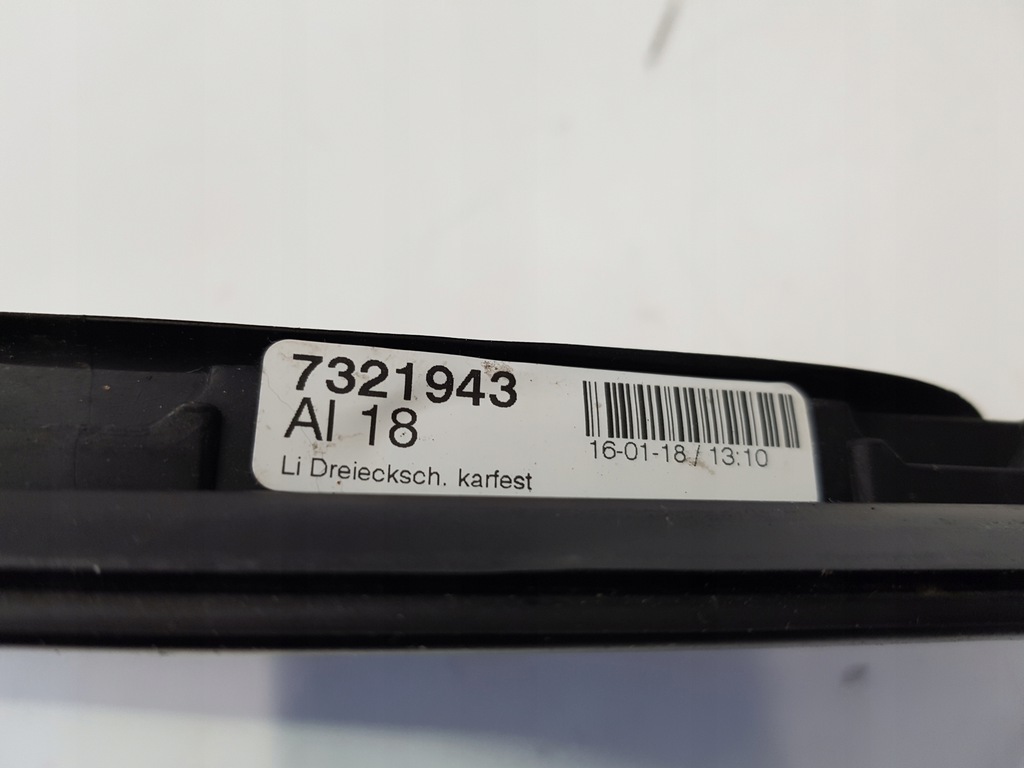 7321943
AI 18
16-01-18 / 13:10
Li Dreiecksch. karfest